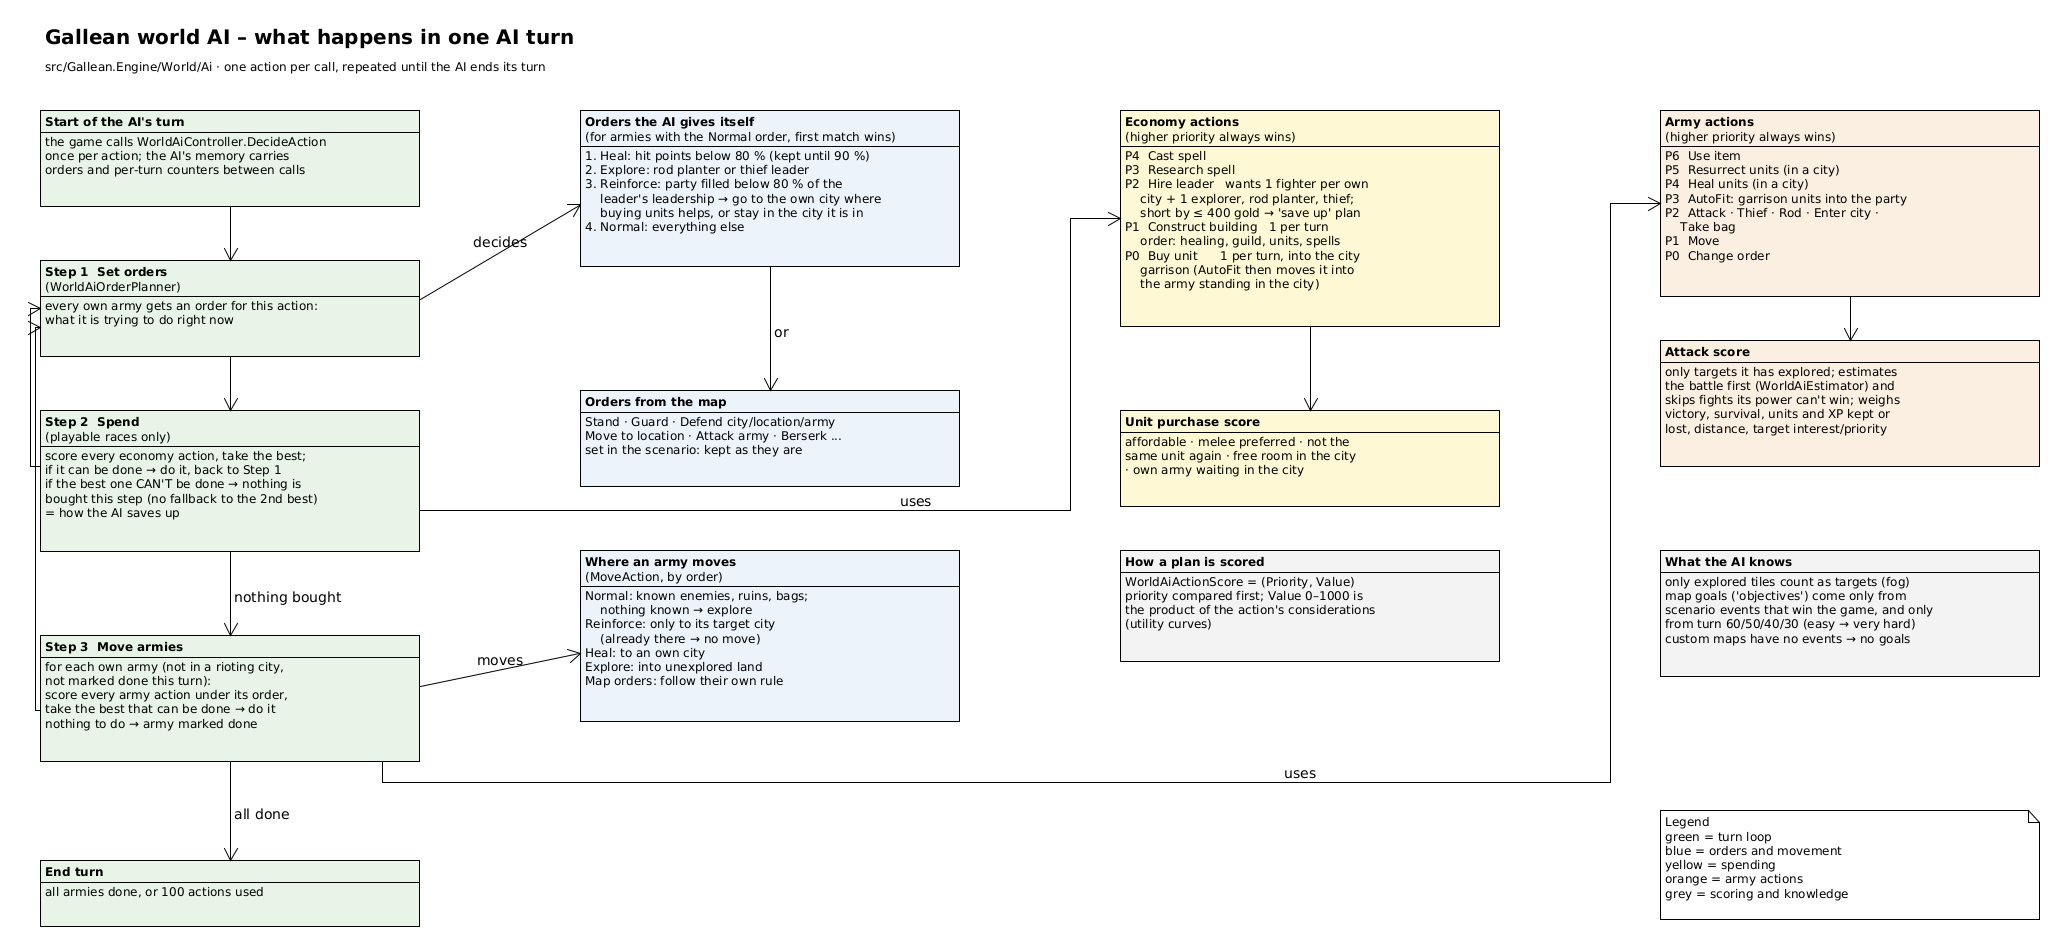 Gallean world AI – what happens in one AI turn
src/Gallean.Engine/World/Ai · one action per call, repeated until the AI ends its turn
Start of the AI's turn
the game calls WorldAiController.DecideAction
once per action; the AI's memory carries
orders and per-turn counters between calls
Step 1  Set orders
(WorldAiOrderPlanner)
every own army gets an order for this action:
what it is trying to do right now
Step 2  Spend
(playable races only)
score every economy action, take the best;
if it can be done → do it, back to Step 1
if the best one CAN'T be done → nothing is
bought this step (no fallback to the 2nd best)
= how the AI saves up
nothing bought
Step 3  Move armies
for each own army (not in a rioting city,
not marked done this turn):
score every army action under its order,
take the best that can be done → do it
nothing to do → army marked done
all done
End turn
all armies done, or 100 actions used
decides
Orders the AI gives itself
(for armies with the Normal order, first match wins)
1. Heal: hit points below 80 % (kept until 90 %)
2. Explore: rod planter or thief leader
3. Reinforce: party filled below 80 % of the
leader's leadership → go to the own city where
buying units helps, or stay in the city it is in
4. Normal: everything else
or
Orders from the map
Stand · Guard · Defend city/location/army
Move to location · Attack army · Berserk ...
set in the scenario: kept as they are
uses
moves
Where an army moves
(MoveAction, by order)
Normal: known enemies, ruins, bags;
nothing known → explore
Reinforce: only to its target city
(already there → no move)
Heal: to an own city
Explore: into unexplored land
Map orders: follow their own rule
uses
Economy actions
(higher priority always wins)
P4  Cast spell
P3  Research spell
P2  Hire leader   wants 1 fighter per own
city + 1 explorer, rod planter, thief;
short by ≤ 400 gold → 'save up' plan
P1  Construct building   1 per turn
order: healing, guild, units, spells
P0  Buy unit      1 per turn, into the city
garrison (AutoFit then moves it into
the army standing in the city)
Unit purchase score
affordable · melee preferred · not the
same unit again · free room in the city
· own army waiting in the city
How a plan is scored
WorldAiActionScore = (Priority, Value)
priority compared first; Value 0–1000 is
the product of the action's considerations
(utility curves)
Army actions
(higher priority always wins)
P6  Use item
P5  Resurrect units (in a city)
P4  Heal units (in a city)
P3  AutoFit: garrison units into the party
P2  Attack · Thief · Rod · Enter city ·
Take bag
P1  Move
P0  Change order
Attack score
only targets it has explored; estimates
the battle first (WorldAiEstimator) and
skips fights its power can't win; weighs
victory, survival, units and XP kept or
lost, distance, target interest/priority
What the AI knows
only explored tiles count as targets (fog)
map goals ('objectives') come only from
scenario events that win the game, and only
from turn 60/50/40/30 (easy → very hard)
custom maps have no events → no goals
Legend
green = turn loop
blue = orders and movement
yellow = spending
orange = army actions
grey = scoring and knowledge